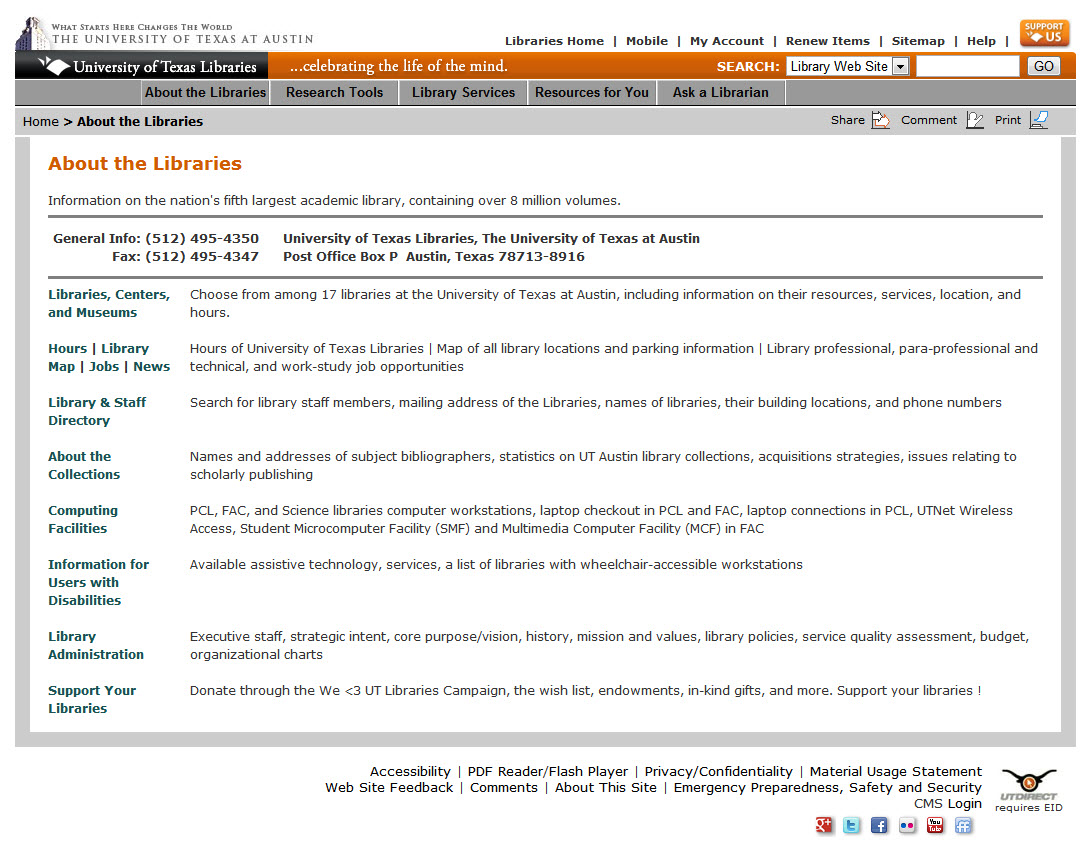 WHAT STARTS HERE CHANGES THE WORLD
THE UNIVERSITY OF TEXAS AT AUSTIN
Libraries Home | Mobile | My Account | Renew Items | Sitemap | Help |
SUPPORT
US
University of Texas Libraries
...celebrating the life of the mind.
SEARCH: Library Web Site GO
About the Libraries Research Tools Library Services Resources for You Ask a Librarian
Home > About the Libraries
Share Comment Print
About the Libraries
Information on the nation's fifth largest academic library, containing over 8 million volumes.
General Info: (512) 495-4350 University of Texas Libraries, The University of Texas at Austin
Fax: (512) 495-4347 Post Office Box P Austin, Texas 78713-8916
Libraries, Centers,
and Museums
Choose from among 17 libraries at the University of Texas at Austin, including information on their resources, services, location, and
hours.
Hours | Library
Map | Jobs | News
Hours of University of Texas Libraries | Map of all library locations and parking information | Library professional, para-professional and
technical, and work-study job opportunities
Library & Staff
Directory
Search for library staff members, mailing address of the Libraries, names of libraries, their building locations, and phone numbers
About the
Collections
Names and addresses of subject bibliographers, statistics on UT Austin library collections, acquisitions strategies, issues relating to
scholarly publishing
Computing
Facilities
PCL, FAC, and Science libraries computer workstations, laptop checkout in PCL and FAC, laptop connections in PCL, UTNet Wireless
Access, Student Microcomputer Facility (SMF) and Multimedia Computer Facility (MCF) in FAC
Information for
Users with
Disabilities
Available assistive technology, services, a list of libraries with wheelchair-accessible workstations
Library
Administration
Executive staff, strategic intent, core purpose/vision, history, mission and values, library policies, service quality assessment, budget,
organizational charts
Support Your
Libraries
Donate through the We <3 UT Libraries Campaign, the wish list, endowments, in-kind gifts, and more. Support your libraries !
Accessibility | PDF Reader/Flash Player | Privacy/Confidentiality | Material Usage Statement
Web Site Feedback | Comments | About This Site | Emergency Preparedness, Safety and Security
CMS Login
UTDIRECT
requires EID
You
Tube